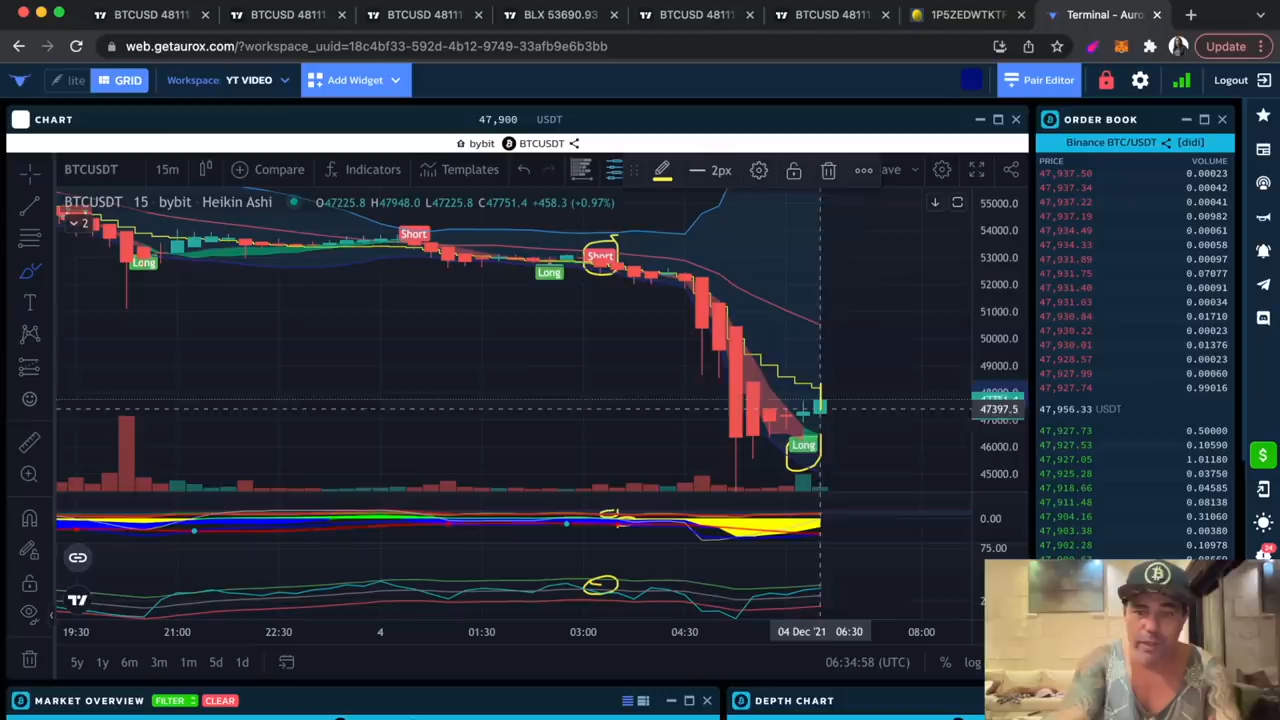 BTCUSD 48111
BTCUSD 48111
BTCUSD 48111
BLX 53690.93
BTCUSD 48111
BTCUSD 48111
1P5ZEDWTKTF
Terminal - Auro
web.getaurox.com/?workspace_uuid=18c4bf33-592d-4b12-9749-33afb9e6b3bb
Update
lite
GRID
Workspace: YT VIDEO
Add Widget
Pair Editor
Logout
CHART
47,900 USDT
bybit BTCUSDT
BTCUSDT 15m Compare Indicators Templates 2px ave
BTCUSDT 15 bybit Heikin Ashi O47225.8 H47948.0 L47225.8 C47751.4 +458.3 (+0.97%)
2
Long
Short
Long
Short
Long
55000.0
54000.0
53000.0
52000.0
51000.0
50000.0
49000.0
47397.5
46000.0
45000.0
0.00
75.00
19:30 21:00 22:30 4 01:30 03:00 04:30 04 Dec '21 06:30 08:00
5y 1y 6m 3m 1m 5d 1d
06:34:58 (UTC) % log
ORDER BOOK
Binance BTC/USDT [didi]
PRICE VOLUME
47,937.50 0.00023
47,937.34 0.00042
47,937.22 0.00041
47,937.19 0.00982
47,934.49 0.00061
47,934.33 0.00058
47,931.89 0.00097
47,931.75 0.07077
47,931.40 0.00091
47,931.03 0.00034
47,930.84 0.01710
47,930.22 0.00023
47,930.01 0.01376
47,928.57 0.00023
47,927.99 0.00060
47,927.74 0.99016
47,956.33 USDT
47,927.73 0.50000
47,927.53 0.10590
47,927.05 1.01180
47,925.28 0.03750
47,918.66 0.04585
47,911.48 0.08138
47,904.16 0.31060
47,903.38 0.00380
47,902.28 0.10978
24
MARKET OVERVIEW FILTER CLEAR
DEPTH CHART